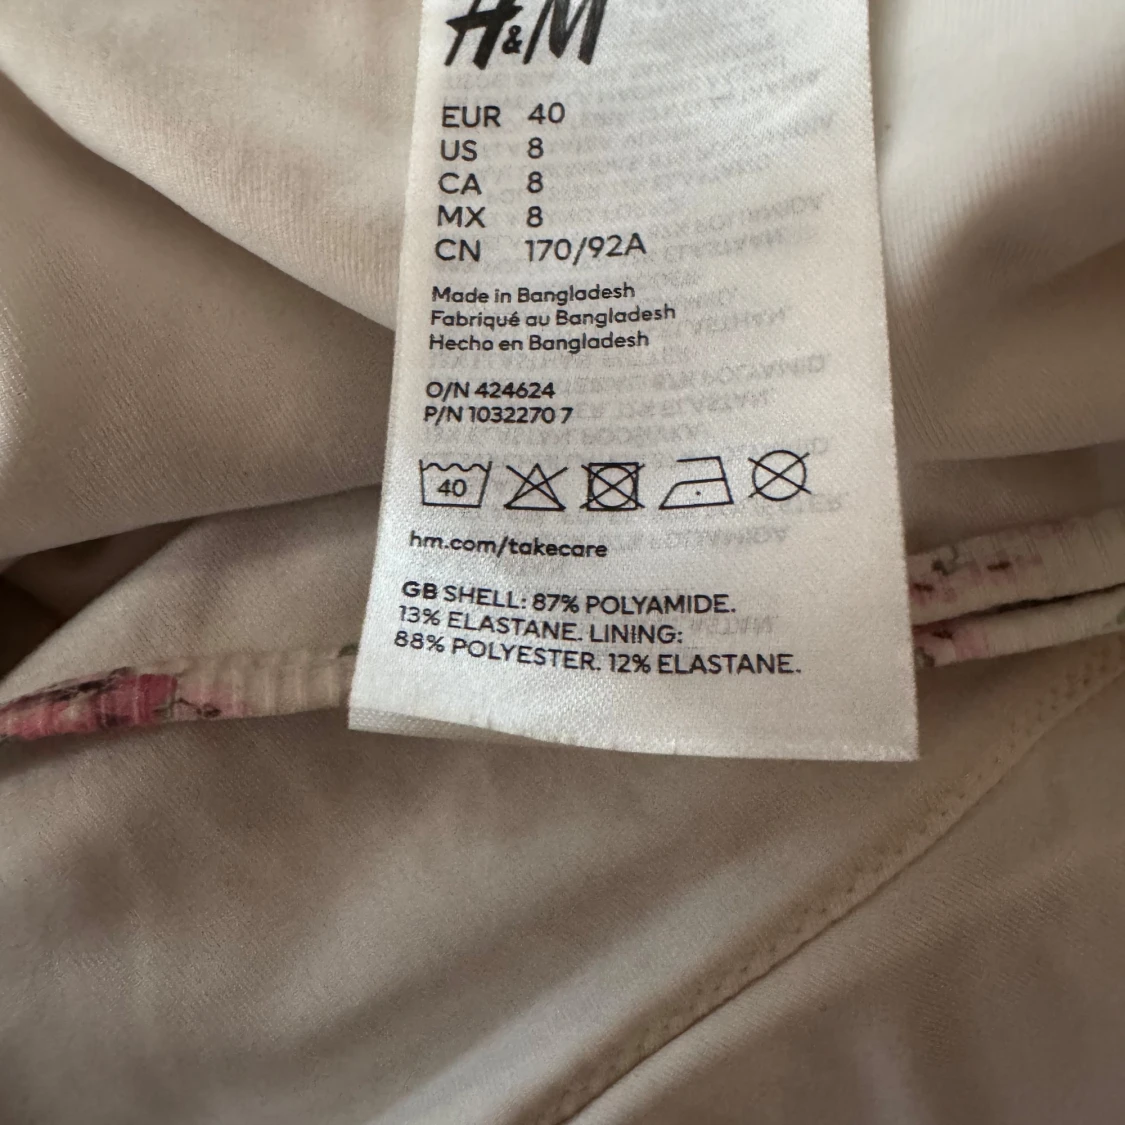 H&M
EUR 40
US 8
CA 8
MX 8
CN 170/92A
Made in Bangladesh
Fabriqué au Bangladesh
Hecho en Bangladesh
O/N 424624
P/N 1032270 7
40
hm.com/takecare
GB SHELL: 87% POLYAMIDE.
13% ELASTANE. LINING:
88% POLYESTER. 12% ELASTANE.